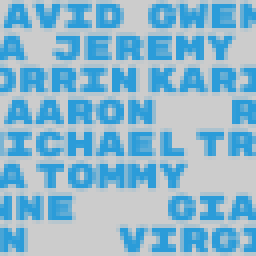 AVID GWEN
A JEREMY
ORRIN KARI
AARON R
ICHAEL TR
A TOMMY
NNE GIA
N VIRGI